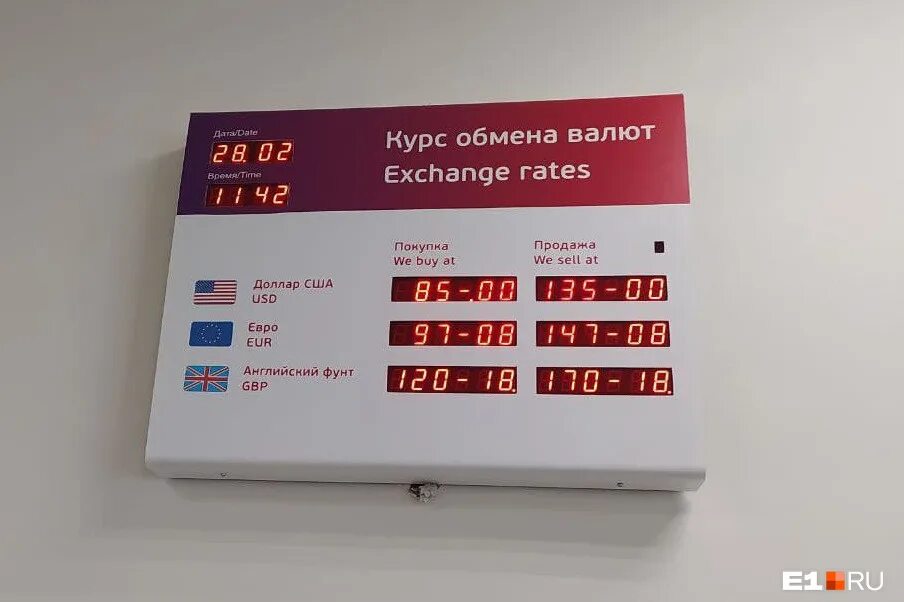 Дата/Date
28.02
Время/Time
11 42
Курс обмена валют
Exchange rates
Покупка Продажа
We buy at We sell at
Доллар США
USD 85-.00 135-00
Евро
EUR 97-08 147-08
Английский фунт
GBP 120-18. 170-18.
E1.RU